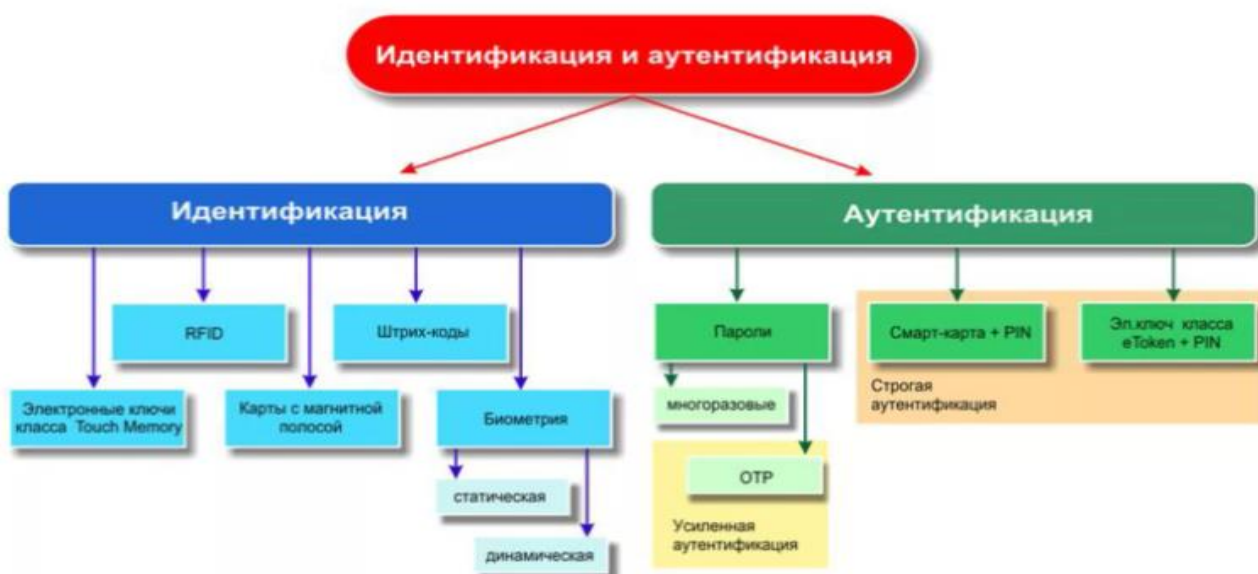 Идентификация и аутентификация
Идентификация
Аутентификация
RFID
Штрих-коды
Электронные ключи
класса Touch Memory
Карты с магнитной
полосой
Биометрия
статическая
динамическая
Пароли
многоразовые
OTP
Усиленная
аутентификация
Смарт-карта + PIN
Эл.ключ класса
eToken + PIN
Строгая
аутентификация